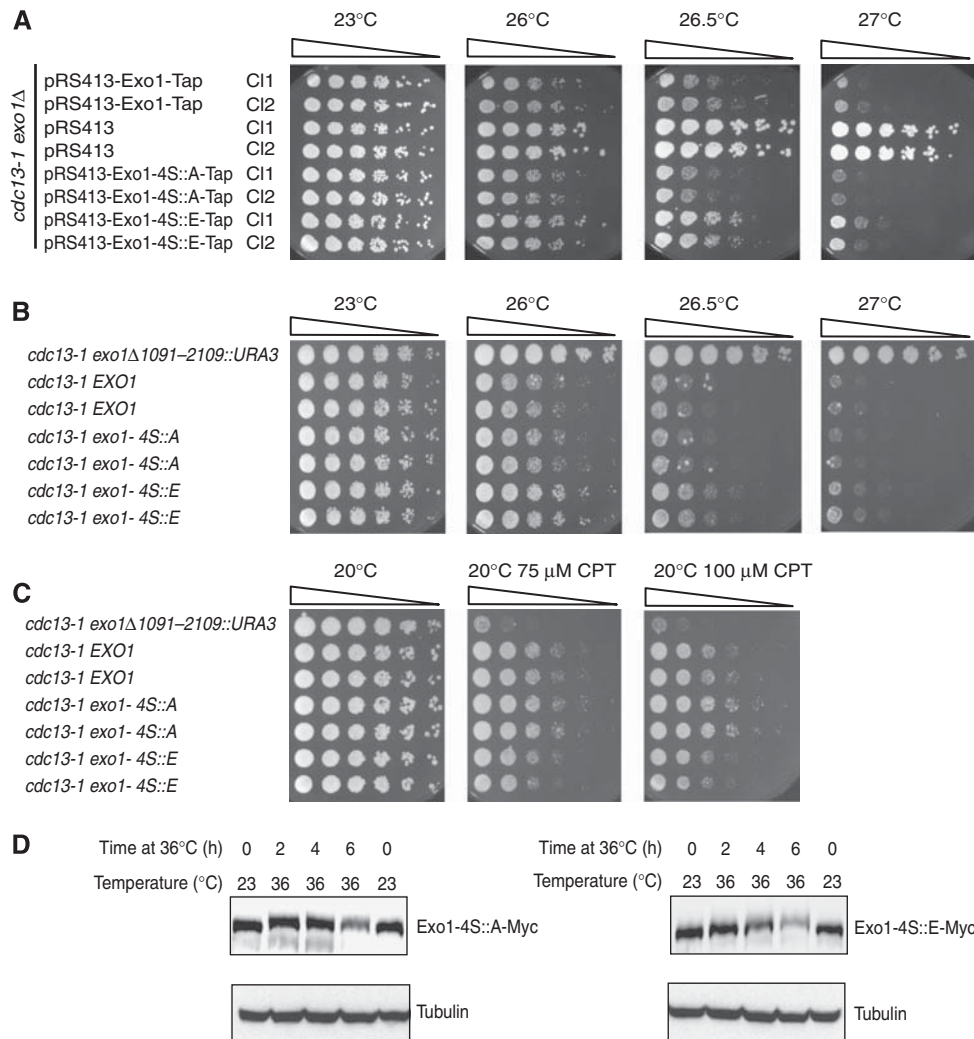 A
23°C 26°C 26.5°C 27°C
cdc13-1 exo1Δ
pRS413-Exo1-Tap Cl1
pRS413-Exo1-Tap Cl2
pRS413 Cl1
pRS413 Cl2
pRS413-Exo1-4S::A-Tap Cl1
pRS413-Exo1-4S::A-Tap Cl2
pRS413-Exo1-4S::E-Tap Cl1
pRS413-Exo1-4S::E-Tap Cl2
B
23°C 26°C 26.5°C 27°C
cdc13-1 exo1Δ1091–2109::URA3
cdc13-1 EXO1
cdc13-1 EXO1
cdc13-1 exo1- 4S::A
cdc13-1 exo1- 4S::A
cdc13-1 exo1- 4S::E
cdc13-1 exo1- 4S::E
C
20°C 20°C 75 μM CPT 20°C 100 μM CPT
cdc13-1 exo1Δ1091–2109::URA3
cdc13-1 EXO1
cdc13-1 EXO1
cdc13-1 exo1- 4S::A
cdc13-1 exo1- 4S::A
cdc13-1 exo1- 4S::E
cdc13-1 exo1- 4S::E
D
Time at 36°C (h) 0 2 4 6 0
Temperature (°C) 23 36 36 36 23
Exo1-4S::A-Myc
Tubulin
Time at 36°C (h) 0 2 4 6 0
Temperature (°C) 23 36 36 36 23
Exo1-4S::E-Myc
Tubulin